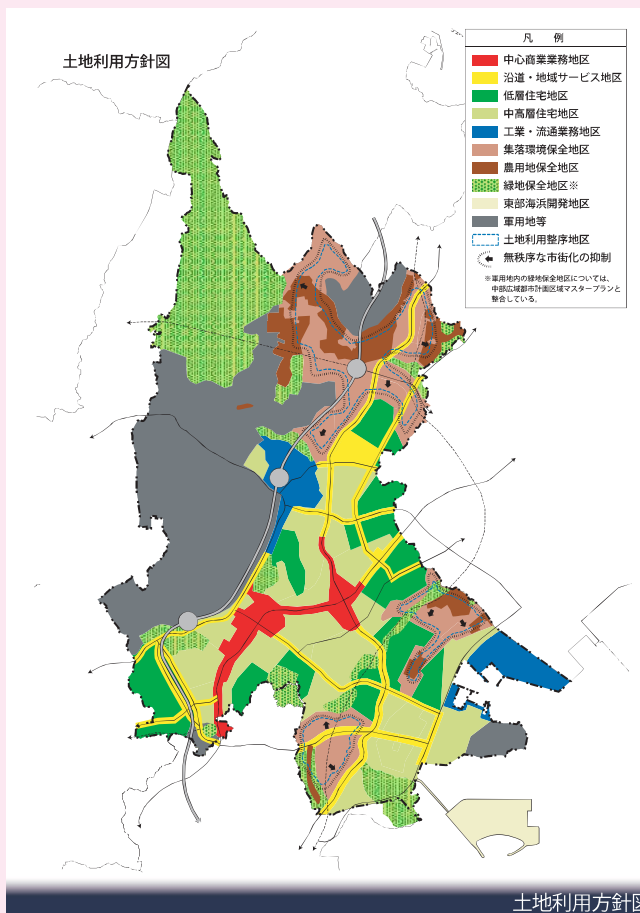 土地利用方針図
凡 例
中心商業業務地区
沿道・地域サービス地区
低層住宅地区
中高層住宅地区
工業・流通業務地区
集落環境保全地区
農用地保全地区
緑地保全地区※
東部海浜開発地区
軍用地等
土地利用整序地区
無秩序な市街化の抑制
※軍用地内の緑地保全地区については、
中部広域都市計画区域マスタープランと
整合している。
土地利用方針図